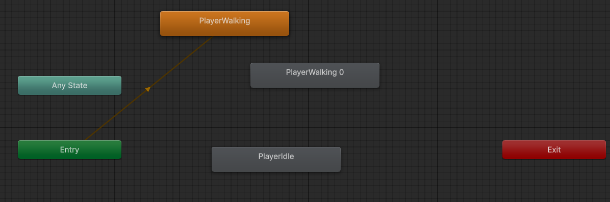 PlayerWalking
PlayerWalking 0
Any State
Entry
PlayerIdle
Exit